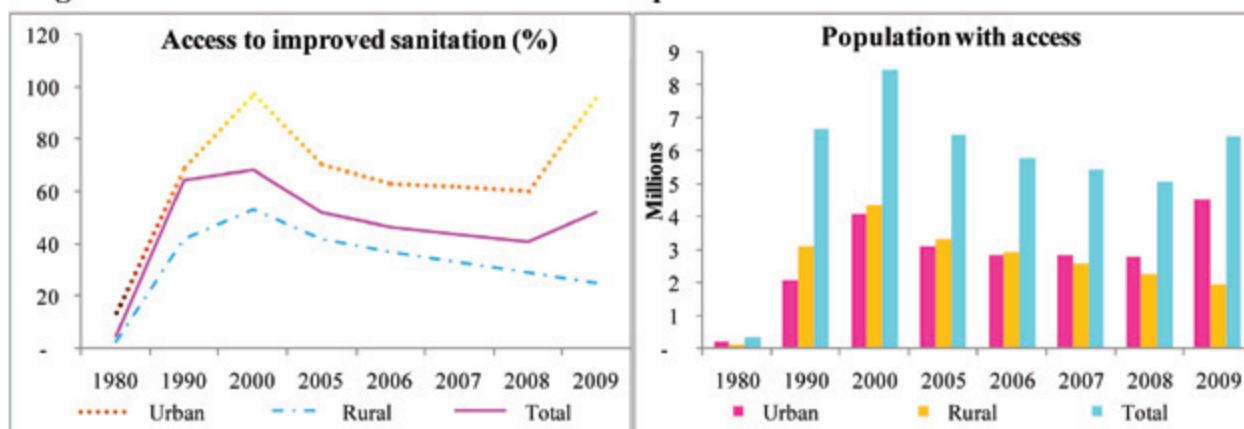 Access to improved sanitation (%)
120
100
80
60
40
20
-
1980 1990 2000 2005 2006 2007 2008 2009
Urban Rural Total
Population with access
Millions
9
8
7
6
5
4
3
2
1
-
1980 1990 2000 2005 2006 2007 2008 2009
Urban Rural Total